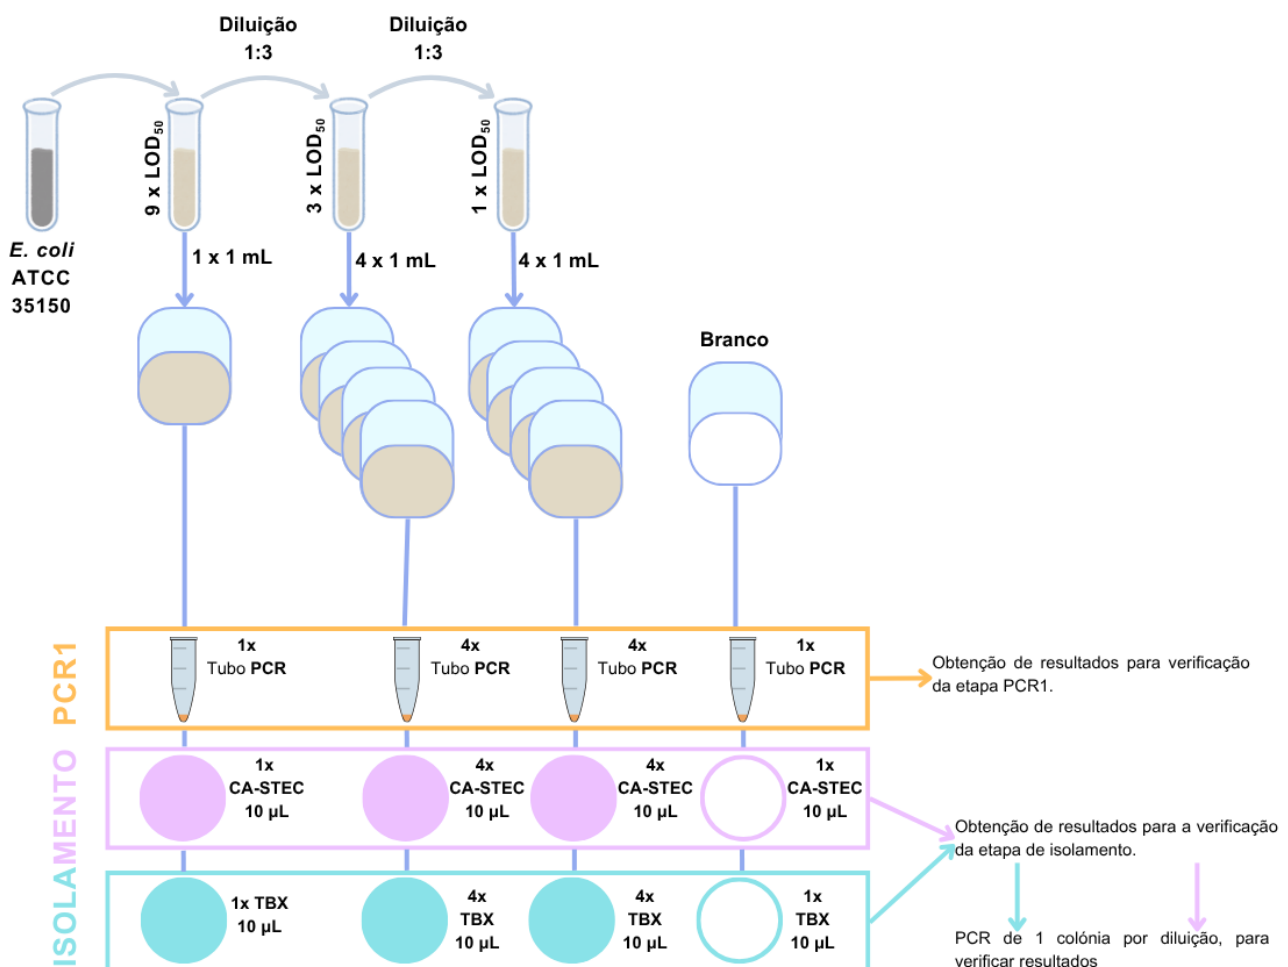 Diluição
1:3
Diluição
1:3
9 x LOD₅₀
3 x LOD₅₀
1 x LOD₅₀
E. coli
ATCC
35150
1 x 1 mL
4 x 1 mL
4 x 1 mL
Branco
PCR1
1x
Tubo PCR
4x
Tubo PCR
4x
Tubo PCR
1x
Tubo PCR
Obtenção de resultados para verificação
da etapa PCR1.
ISOLAMENTO
1x
CA-STEC
10 µL
4x
CA-STEC
10 µL
4x
CA-STEC
10 µL
1x
CA-STEC
10 µL
Obtenção de resultados para a verificação
da etapa de isolamento.
1x TBX
10 µL
4x
TBX
10 µL
4x
TBX
10 µL
1x
TBX
10 µL
PCR de 1 colónia por diluição, para
verificar resultados